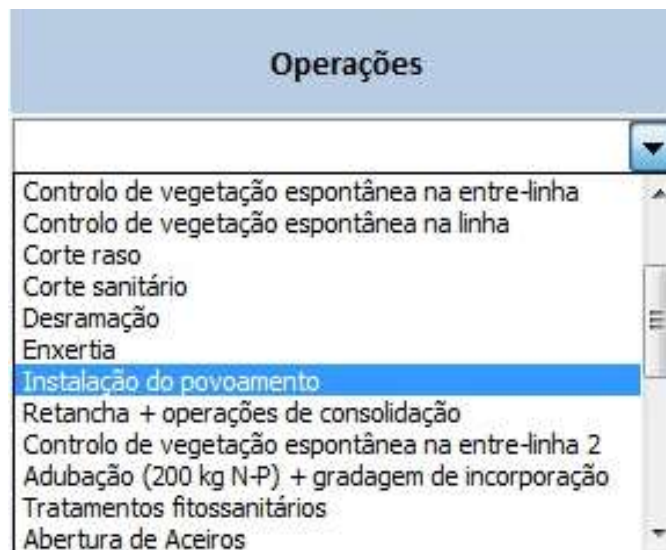 Operações
Controlo de vegetação espontânea na entre-linha
Controlo de vegetação espontânea na linha
Corte raso
Corte sanitário
Desramação
Enxertia
Instalação do povoamento
Retancha + operações de consolidação
Controlo de vegetação espontânea na entre-linha 2
Adubação (200 kg N-P) + gradagem de incorporação
Tratamentos fitossanitários
Abertura de Aceiros